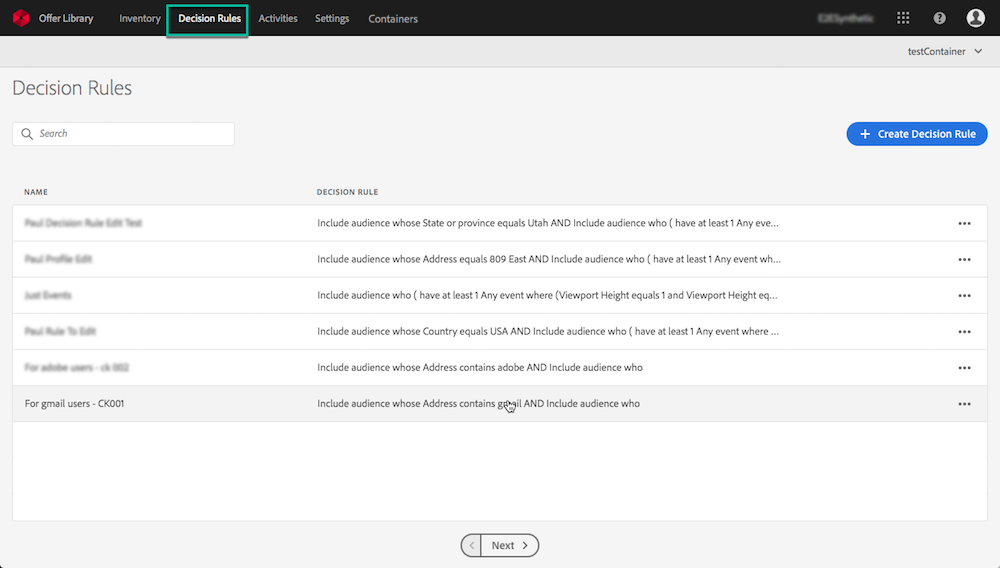 Offer Library Inventory Decision Rules Activities Settings Containers
testContainer
Decision Rules
Search
+ Create Decision Rule
NAME DECISION RULE
Include audience whose State or province equals Utah AND Include audience who ( have at least 1 Any eve...
Include audience whose Address equals 809 East AND Include audience who ( have at least 1 Any event wh...
Include audience who ( have at least 1 Any event where (Viewport Height equals 1 and Viewport Height eq...
Include audience whose Country equals USA AND Include audience who ( have at least 1 Any event where ...
Include audience whose Address contains adobe AND Include audience who
For gmail users - CK001 Include audience whose Address contains gmail AND Include audience who
Next